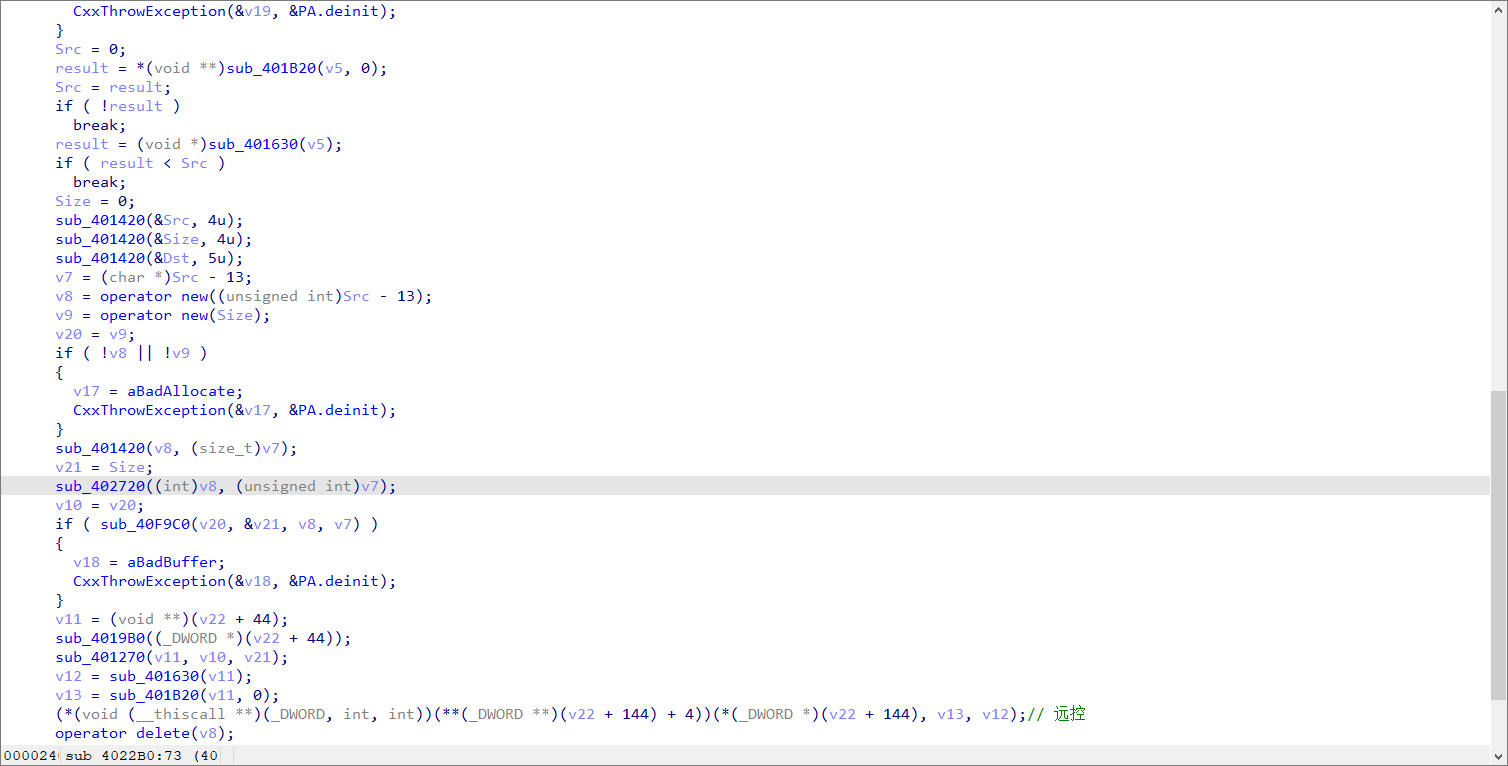 CxxThrowException(&v19, &PA.deinit);
}
Src = 0;
result = *(void **)sub_401B20(v5, 0);
Src = result;
if ( !result )
break;
result = (void *)sub_401630(v5);
if ( result < Src )
break;
Size = 0;
sub_401420(&Src, 4u);
sub_401420(&Size, 4u);
sub_401420(&Dst, 5u);
v7 = (char *)Src - 13;
v8 = operator new((unsigned int)Src - 13);
v9 = operator new(Size);
v20 = v9;
if ( !v8 || !v9 )
{
v17 = aBadAllocate;
CxxThrowException(&v17, &PA.deinit);
}
sub_401420(v8, (size_t)v7);
v21 = Size;
sub_402720((int)v8, (unsigned int)v7);
v10 = v20;
if ( sub_40F9C0(v20, &v21, v8, v7) )
{
v18 = aBadBuffer;
CxxThrowException(&v18, &PA.deinit);
}
v11 = (void **)(v22 + 44);
sub_4019B0((_DWORD *)(v22 + 44));
sub_401270(v11, v10, v21);
v12 = sub_401630(v11);
v13 = sub_401B20(v11, 0);
(*(void (__thiscall **)(_DWORD, int, int))(**(_DWORD **)(v22 + 144) + 4))(*(_DWORD *)(v22 + 144), v13, v12);// 远控
operator delete(v8);
000024 sub_4022B0:73 (40